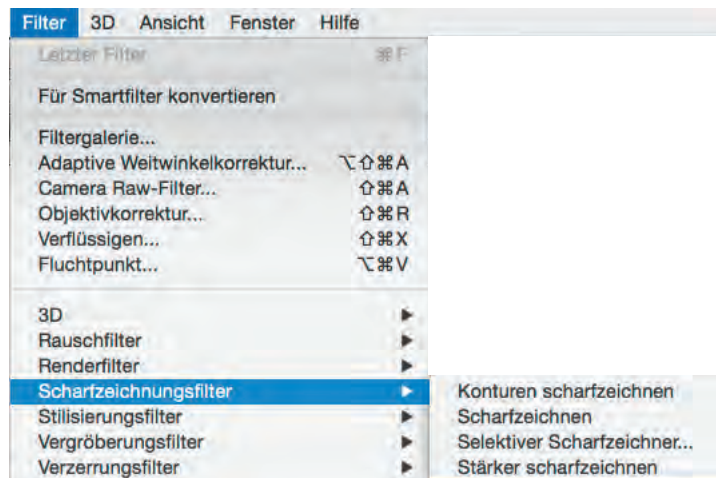 Filter 3D Ansicht Fenster Hilfe
Letzter Filter ⌘F
Für Smartfilter konvertieren
Filtergalerie...
Adaptive Weitwinkelkorrektur... ⌥⇧⌘A
Camera Raw-Filter... ⇧⌘A
Objektivkorrektur... ⇧⌘R
Verflüssigen... ⇧⌘X
Fluchtpunkt... ⌥⌘V
3D
Rauschfilter
Renderfilter
Scharfzeichnungsfilter
Stilisierungsfilter
Vergröberungsfilter
Verzerrungsfilter
Konturen scharfzeichnen
Scharfzeichnen
Selektiver Scharfzeichner...
Stärker scharfzeichnen